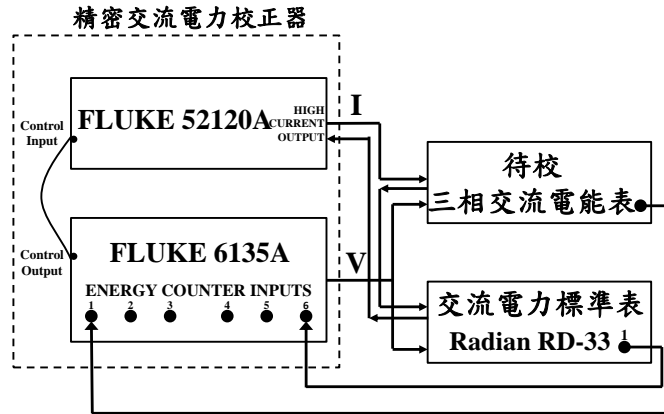 精密交流電力校正器
Control
Input
FLUKE 52120A
HIGH
CURRENT
OUTPUT
I
待校
三相交流電能表
Control
Output
FLUKE 6135A
ENERGY COUNTER INPUTS
1 2 3 4 5 6
V
交流電力標準表
Radian RD-33 1